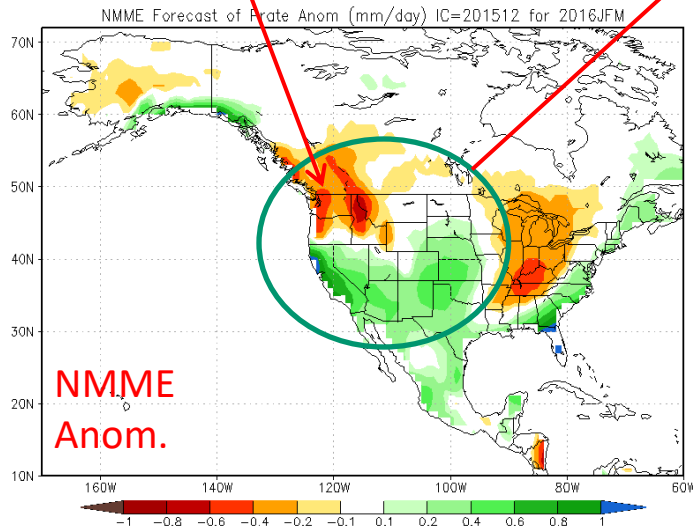 NMME Forecast of Prate Anom (mm/day) IC=201512 for 2016JFM
70N
60N
50N
40N
30N
20N
10N
NMME
Anom.
160W 140W 120W 100W 80W 60W
-1 -0.8 -0.6 -0.4 -0.2 -0.1 0.1 0.2 0.4 0.6 0.8